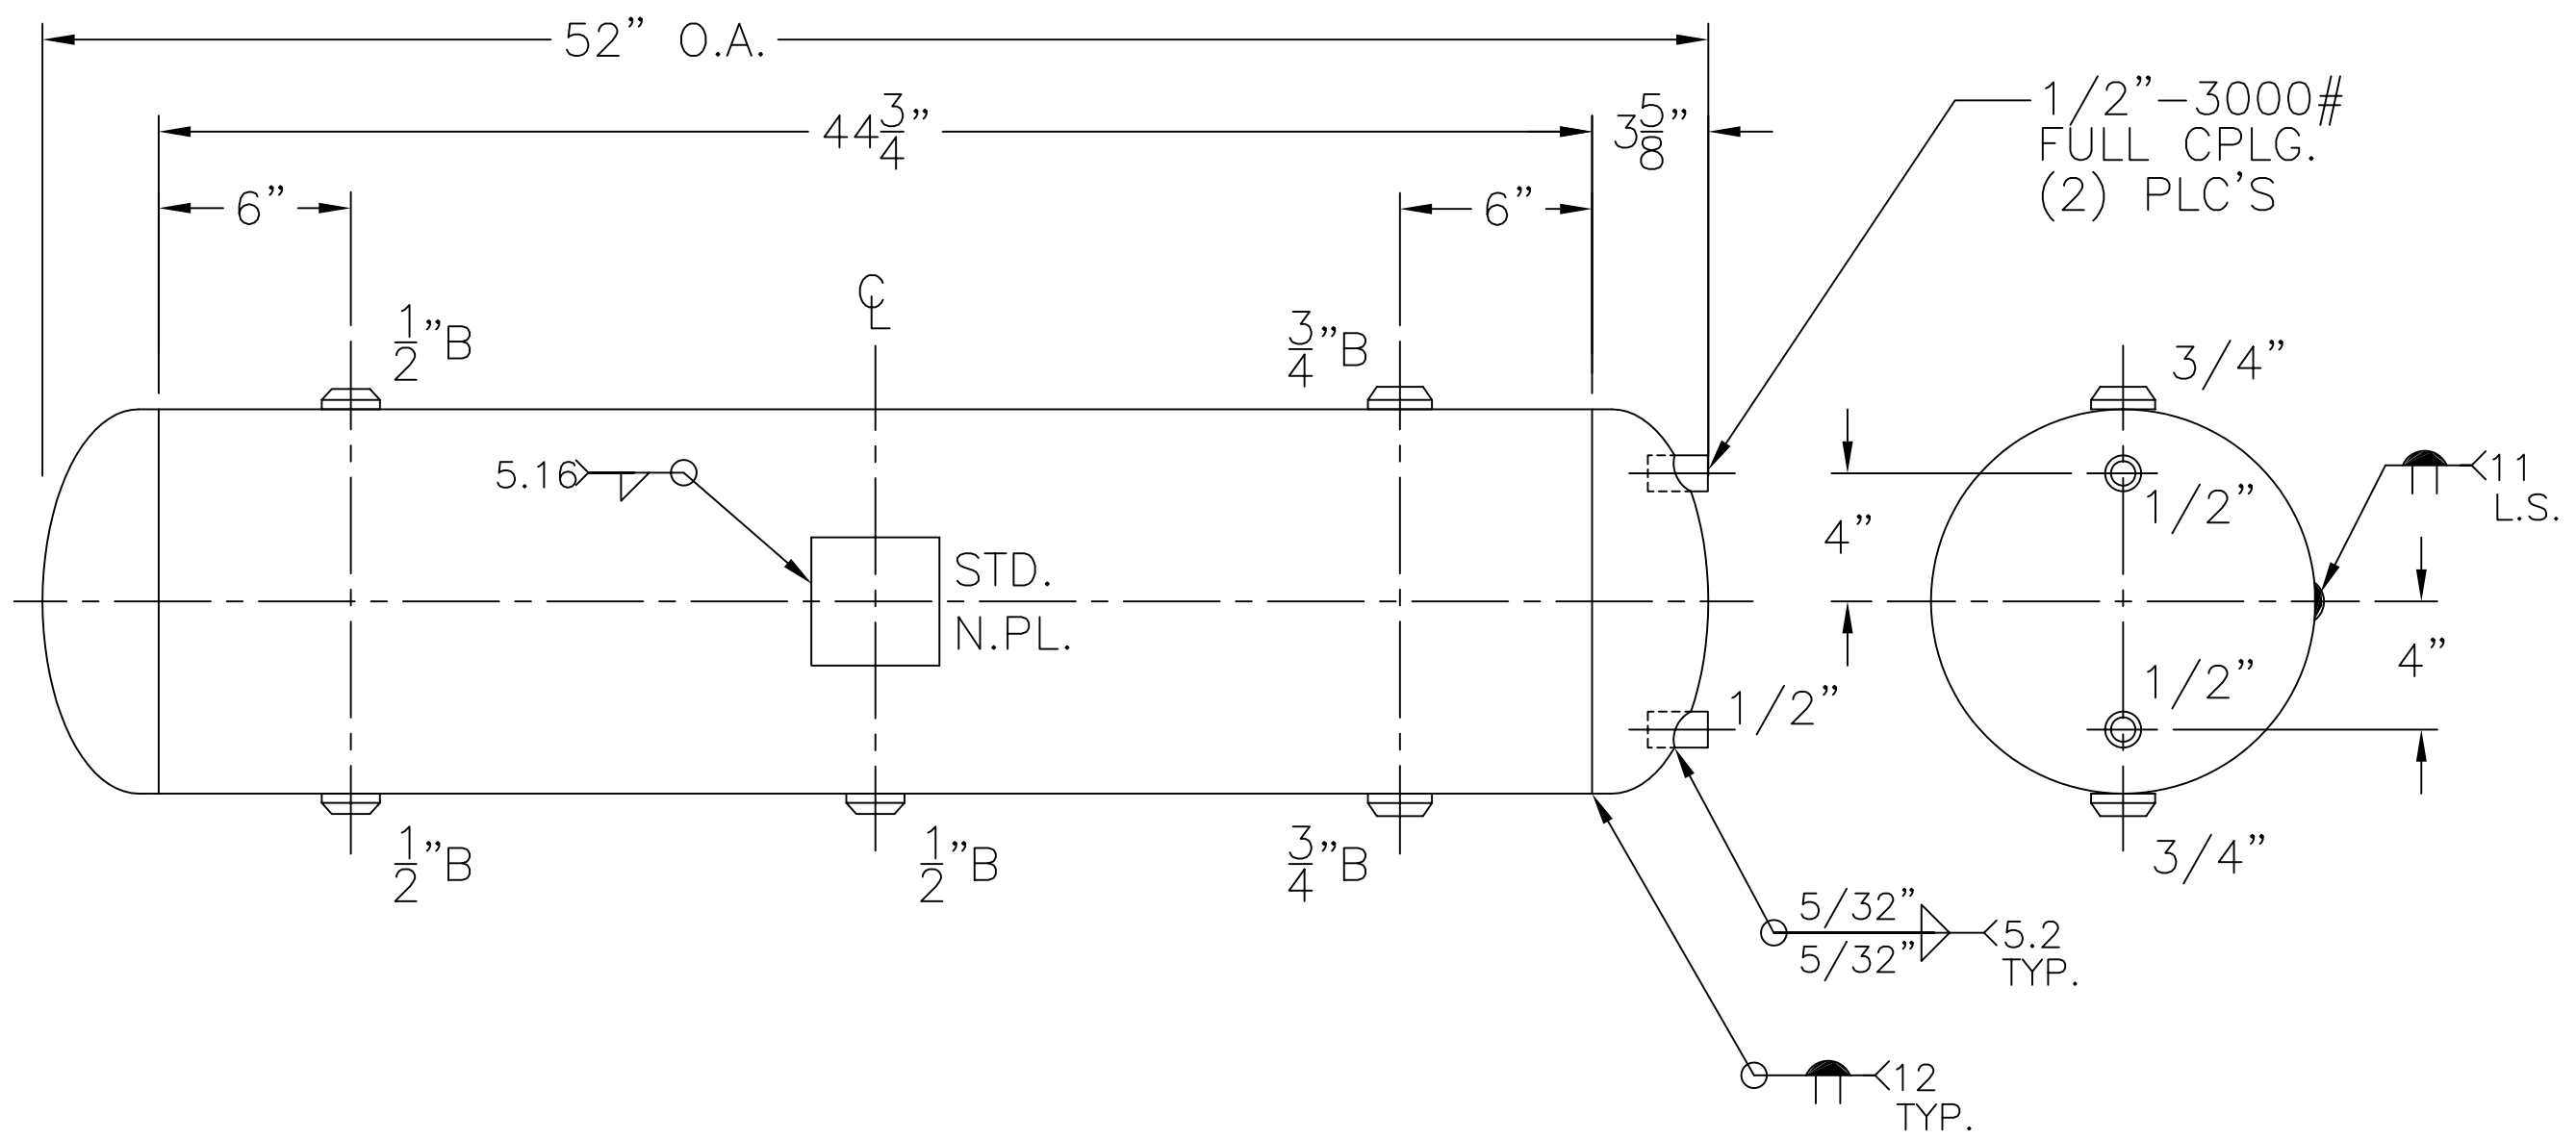 52” O.A.
44 3/4”
3 5/8”
1/2”-3000#
FULL CPLG.
(2) PLC'S
6”
6”
CL
1/2”B
3/4”B
3/4”
5.16
1/2”
11
L.S.
4”
STD.
N.PL.
4”
1/2”
1/2”
1/2”B
1/2”B
3/4”B
3/4”
5/32”
5/32”
5.2
TYP.
12
TYP.